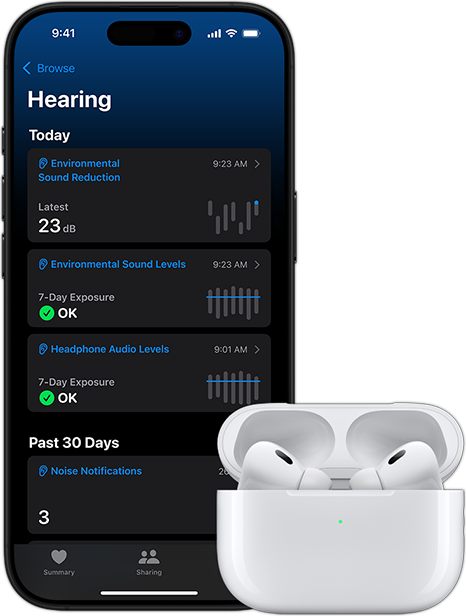 9:41
Browse
Hearing
Today
Environmental 9:23 AM
Sound Reduction
Latest
23 dB
Environmental Sound Levels 9:23 AM
7-Day Exposure
OK
Headphone Audio Levels 9:01 AM
7-Day Exposure
OK
Past 30 Days
Noise Notifications
3
Summary Sharing